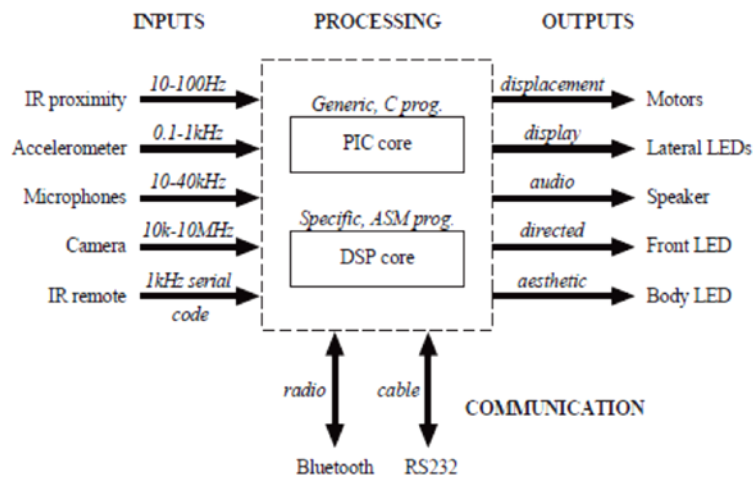 INPUTS PROCESSING OUTPUTS
IR proximity 10-100Hz displacement Motors
Generic, C prog.
Accelerometer 0.1-1kHz PIC core display Lateral LEDs
Microphones 10-40kHz audio Speaker
Specific, ASM prog.
Camera 10k-10MHz DSP core directed Front LED
IR remote 1kHz serial aesthetic Body LED
code
radio cable
COMMUNICATION
Bluetooth RS232